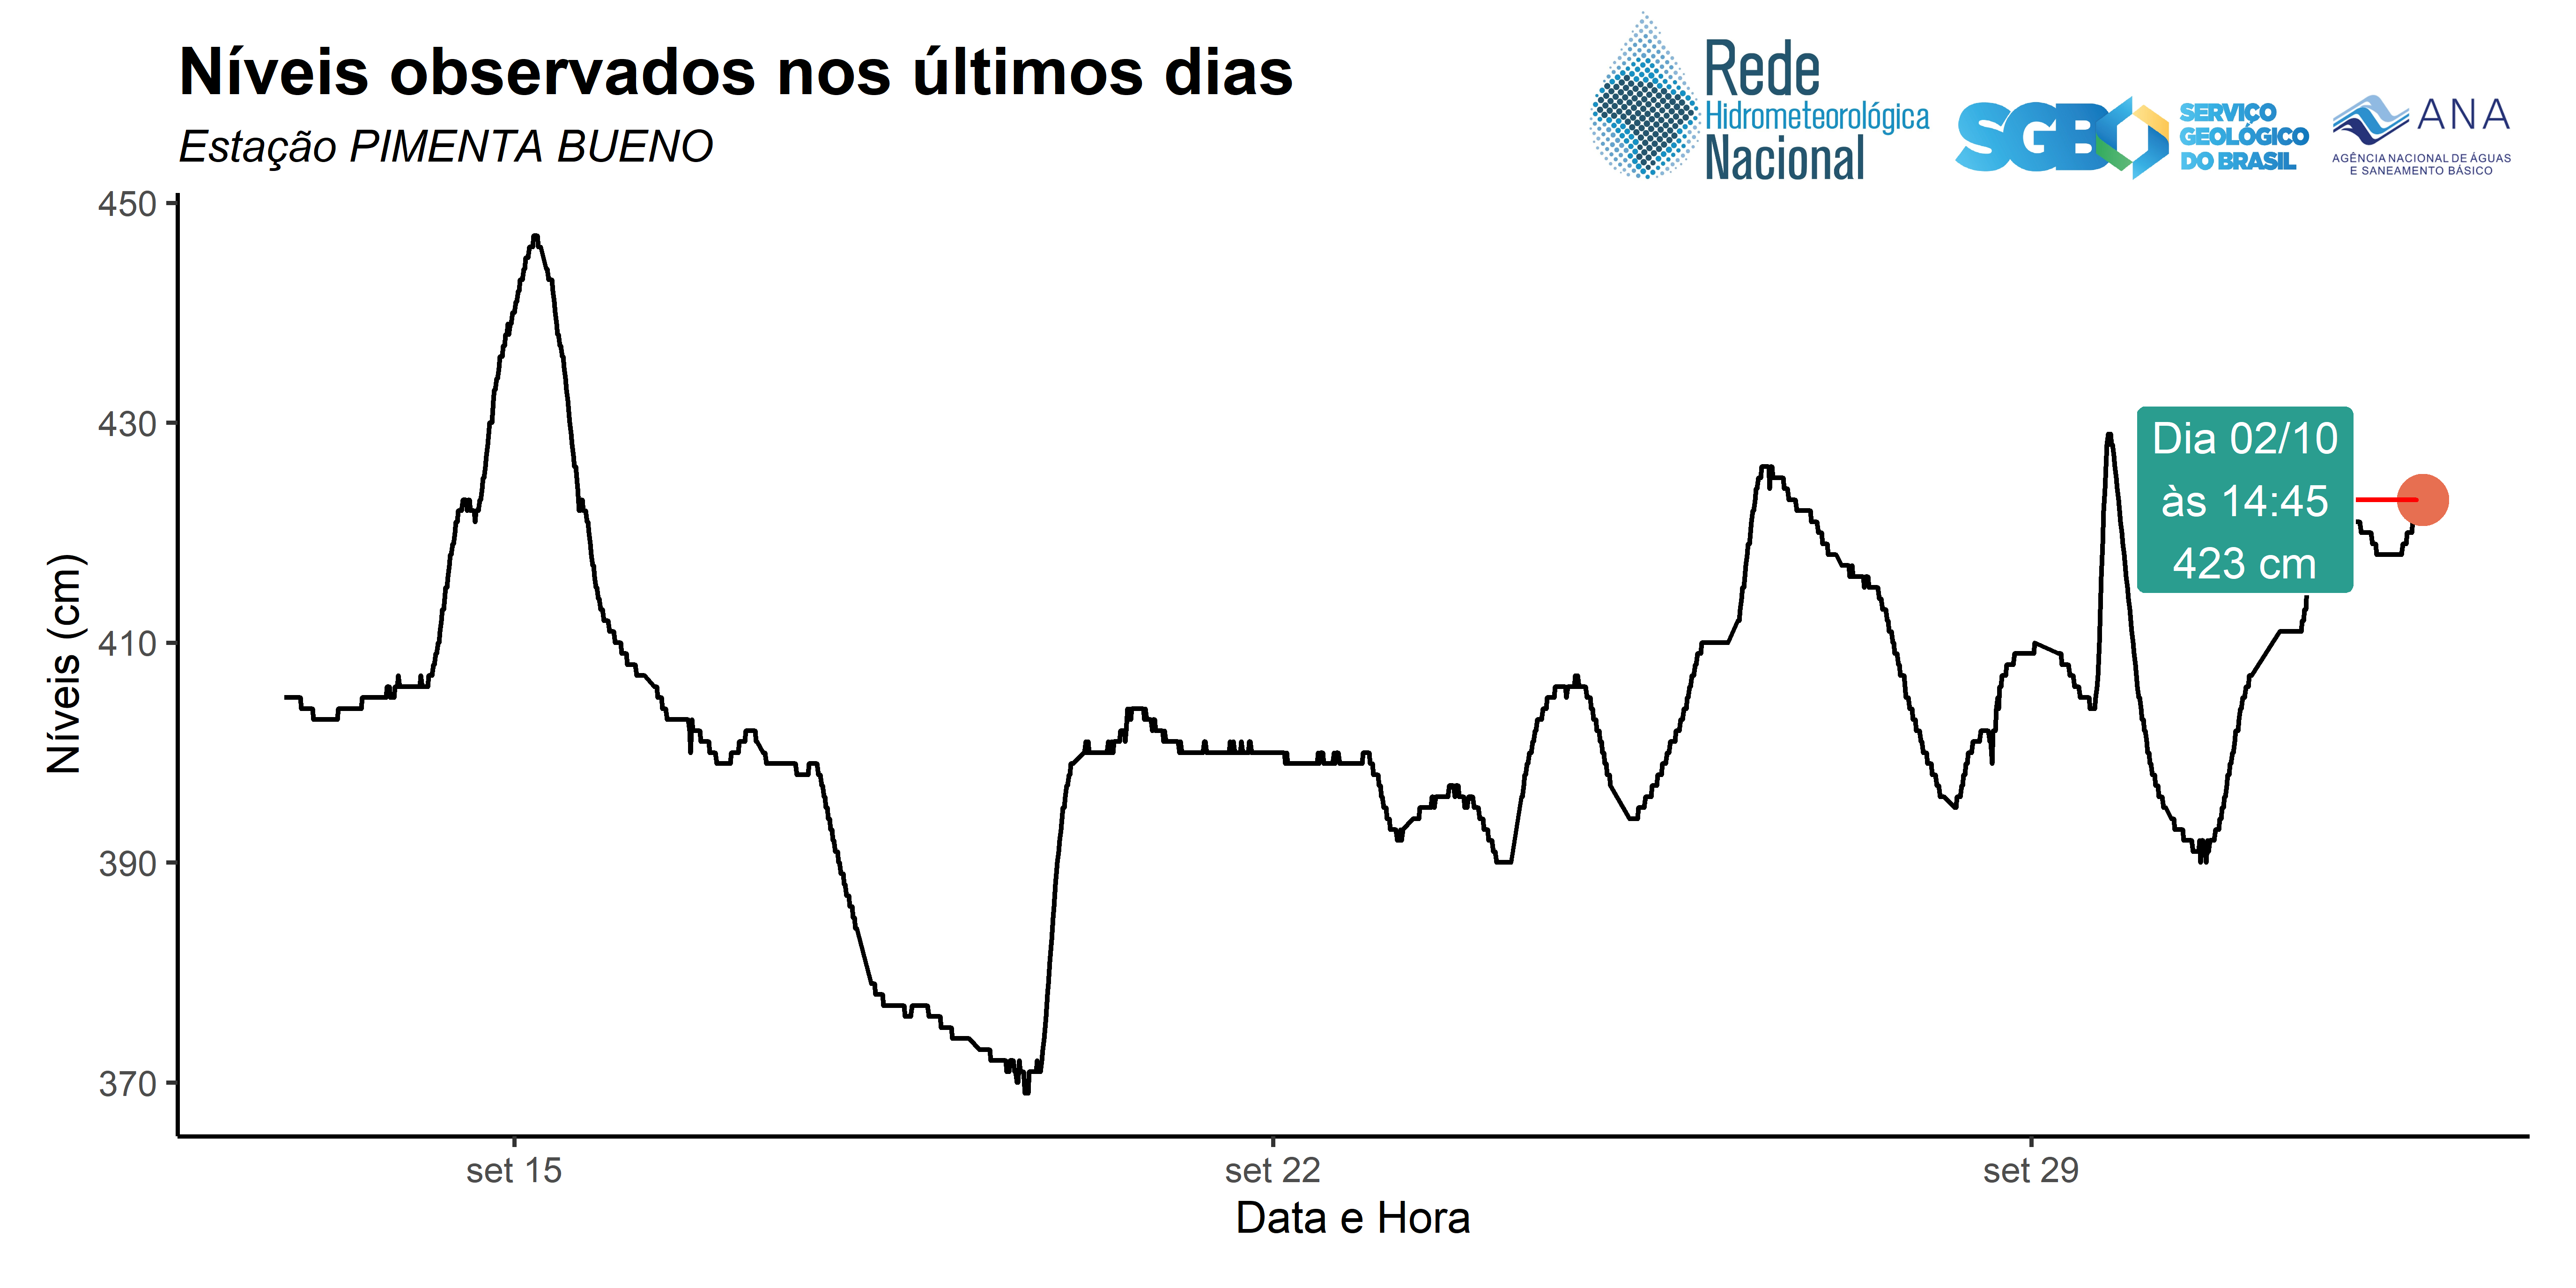 Níveis observados nos últimos dias
Estação PIMENTA BUENO
Rede
Hidrometeorológica
Nacional
SGB
SERVIÇO
GEOLÓGICO
DO BRASIL
ANA
AGÊNCIA NACIONAL DE ÁGUAS
E SANEAMENTO BÁSICO
450
430
410
390
370
Níveis (cm)
Dia 02/10
às 14:45
423 cm
set 15
set 22
set 29
Data e Hora